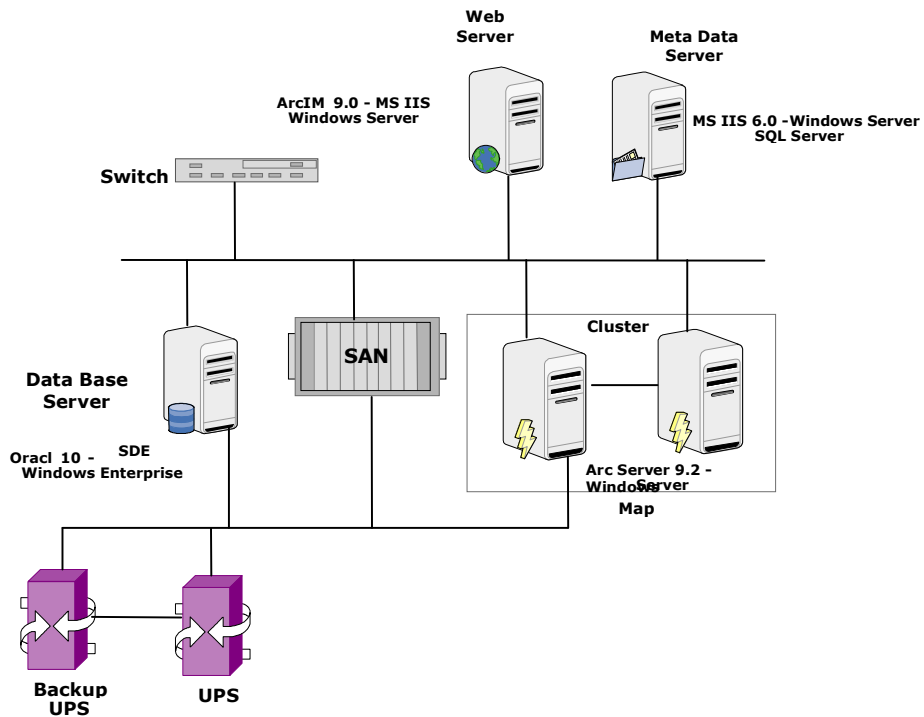 Web
Server
Meta Data
Server
ArcIM 9.0 - MS IIS
Windows Server
MS IIS 6.0 -Windows Server
SQL Server
Switch
Cluster
SAN
Data Base
Server
Oracl 10 - SDE
Windows Enterprise
Arc Server 9.2 -
Windows Server
Map
Backup
UPS
UPS